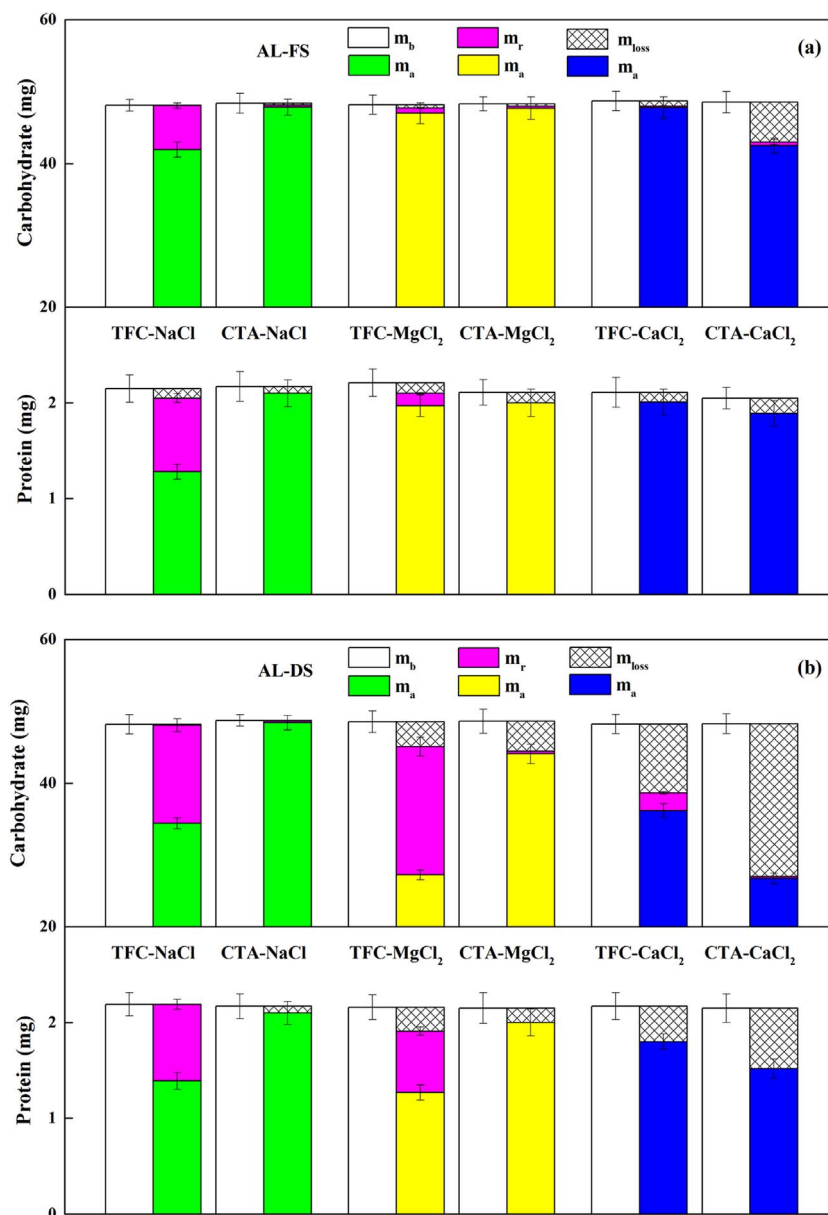 60
AL-FS
m_b
m_r
m_loss
(a)
m_a
m_a
m_a
Carbohydrate (mg)
40
20
TFC-NaCl CTA-NaCl TFC-MgCl₂ CTA-MgCl₂ TFC-CaCl₂ CTA-CaCl₂
Protein (mg)
2
1
0
60
AL-DS
m_b
m_r
m_loss
(b)
m_a
m_a
m_a
Carbohydrate (mg)
40
20
TFC-NaCl CTA-NaCl TFC-MgCl₂ CTA-MgCl₂ TFC-CaCl₂ CTA-CaCl₂
Protein (mg)
2
1
0